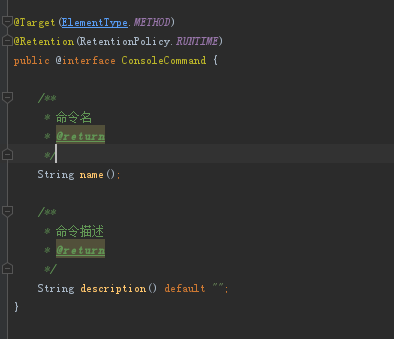 @Target(ElementType.METHOD)
@Retention(RetentionPolicy.RUNTIME)
public @interface ConsoleCommand {
/**
* 命令名
* @return
*/
String name();
/**
* 命令描述
* @return
*/
String description() default "";
}